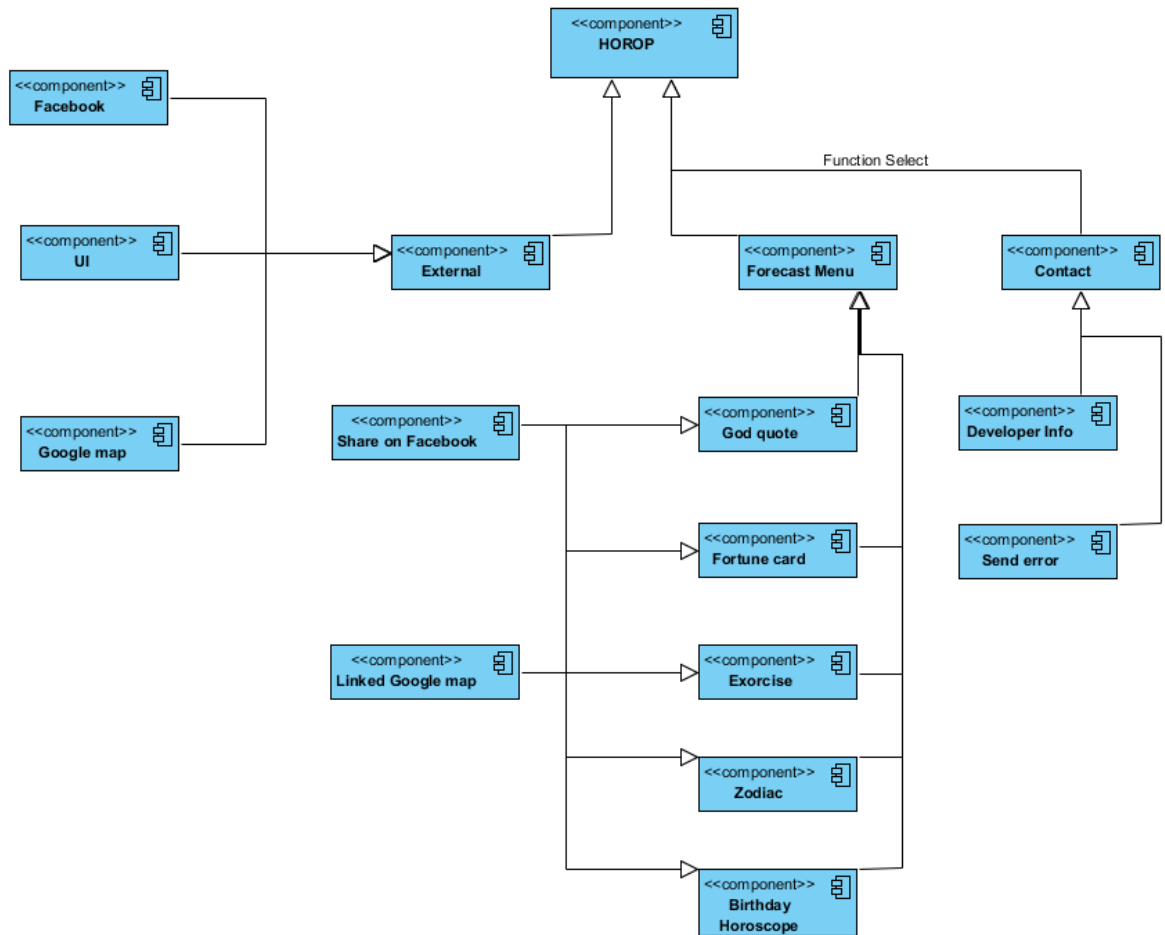 <<component>>
HOROP
<<component>>
Facebook
Function Select
<<component>>
UI
<<component>>
External
<<component>>
Forecast Menu
<<component>>
Contact
<<component>>
Google map
<<component>>
Share on Facebook
<<component>>
God quote
<<component>>
Developer Info
<<component>>
Fortune card
<<component>>
Send error
<<component>>
Linked Google map
<<component>>
Exorcise
<<component>>
Zodiac
<<component>>
Birthday
Horoscope